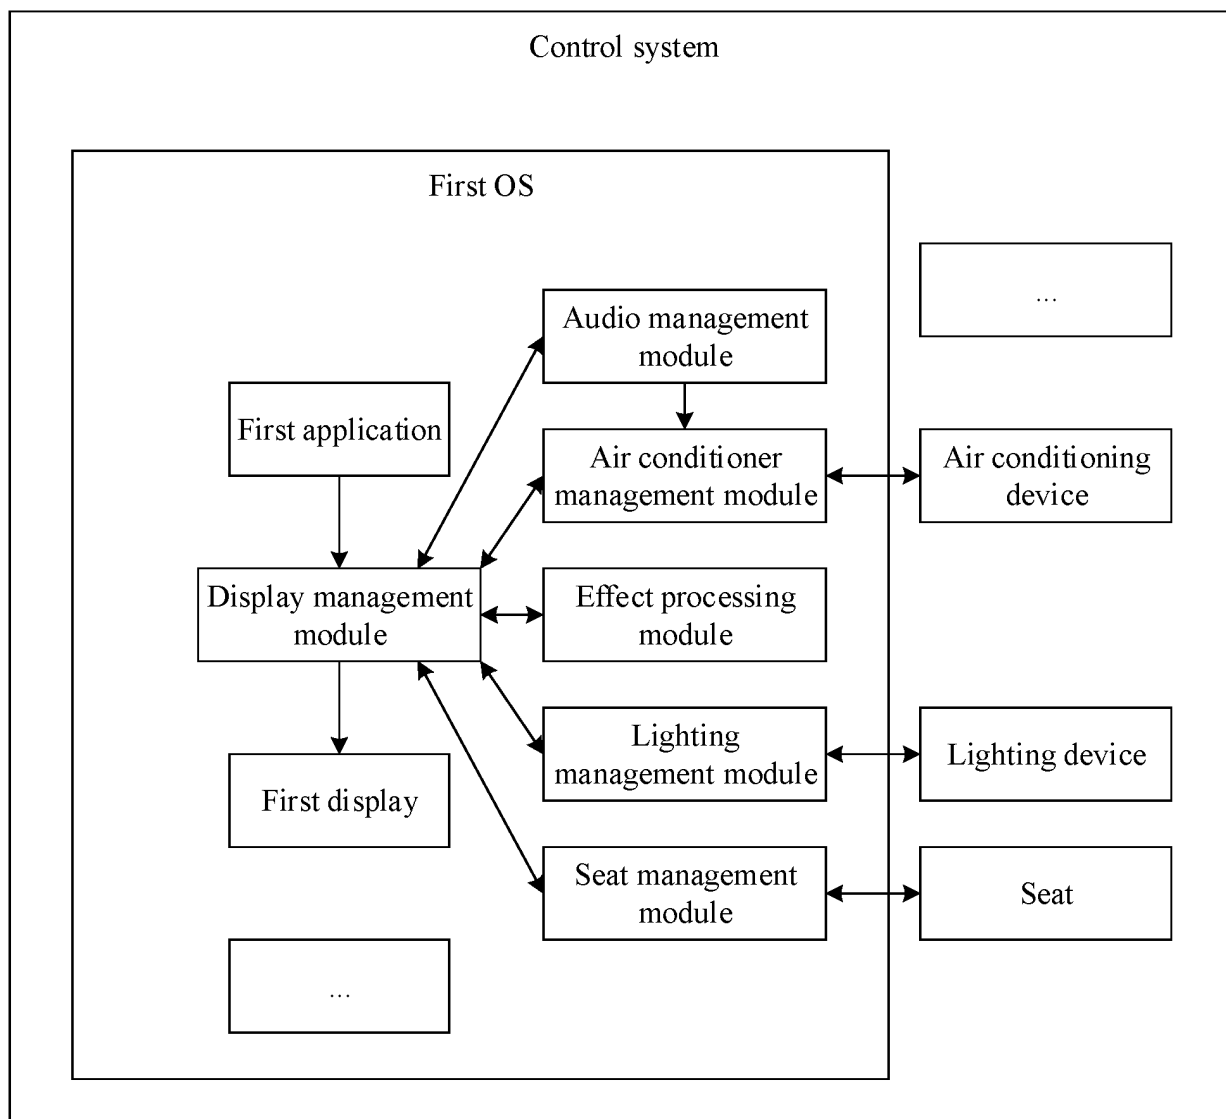 Control system
First OS
...
Audio management
module
First application
Air conditioner
management module
Air conditioning
device
Display management
module
Effect processing
module
Lighting
management module
Lighting device
First display
Seat management
module
Seat
...